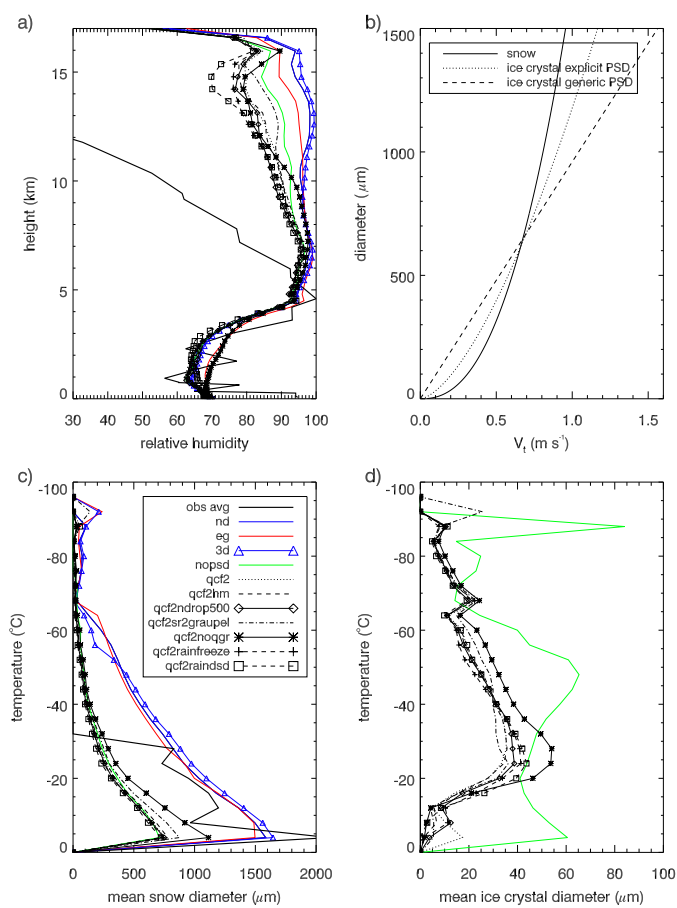 a)
15
10
5
0
height (km)
30 40 50 60 70 80 90 100
relative humidity
b)
1500
1000
500
0
diameter (μm)
snow
ice crystal explicit PSD
ice crystal generic PSD
0.0 0.5 1.0 1.5
Vt (m s-1)
c)
-100
-80
-60
-40
-20
0
temperature (°C)
obs avg
nd
eg
3d
nopsd
qcf2
qcf2hm
qcf2ndrop500
qcf2sr2graupel
qcf2noqgr
qcf2rainfreeze
qcf2raindsd
0 500 1000 1500 2000
mean snow diameter (μm)
d)
-100
-80
-60
-40
-20
0
temperature (°C)
0 20 40 60 80 100
mean ice crystal diameter (μm)